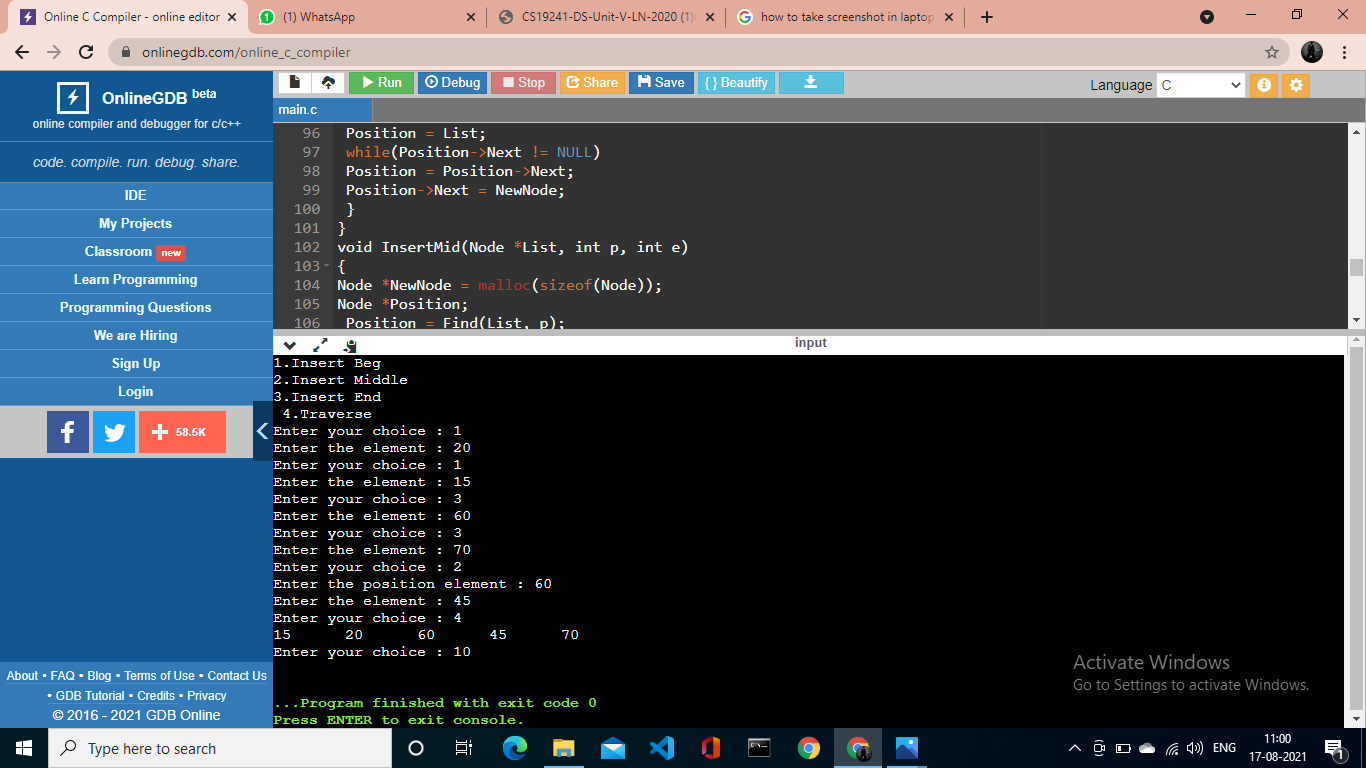 Online C Compiler - online editor
(1) WhatsApp
CS19241-DS-Unit-V-LN-2020 (1)
how to take screenshot in laptop
onlinegdb.com/online_c_compiler
OnlineGDB beta
online compiler and debugger for c/c++
code. compile. run. debug. share.
IDE
My Projects
Classroom new
Learn Programming
Programming Questions
We are Hiring
Sign Up
Login
f + 58.5K
About • FAQ • Blog • Terms of Use • Contact Us
• GDB Tutorial • Credits • Privacy
© 2016 - 2021 GDB Online
Run Debug Stop Share Save { } Beautify
Language C
main.c
96 Position = List;
97 while(Position->Next != NULL)
98 Position = Position->Next;
99 Position->Next = NewNode;
100 }
101 }
102 void InsertMid(Node *List, int p, int e)
103 {
104 Node *NewNode = malloc(sizeof(Node));
105 Node *Position;
106 Position = Find(List, p);
input
1.Insert Beg
2.Insert Middle
3.Insert End
4.Traverse
Enter your choice : 1
Enter the element : 20
Enter your choice : 1
Enter the element : 15
Enter your choice : 3
Enter the element : 60
Enter your choice : 3
Enter the element : 70
Enter your choice : 2
Enter the position element : 60
Enter the element : 45
Enter your choice : 4
15 20 60 45 70
Enter your choice : 10
...Program finished with exit code 0
Press ENTER to exit console.
Activate Windows
Go to Settings to activate Windows.
Type here to search
ENG
11:00
17-08-2021
1